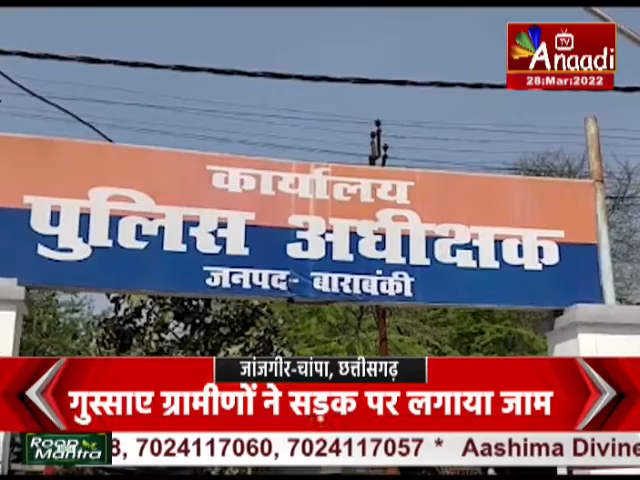 TV
Anaadi
28:Mar:2022
कार्यालय
पुलिस अधीक्षक
जनपद- बाराबंकी
जांजगीर-चांपा, छत्तीसगढ़
गुस्साए ग्रामीणों ने सड़क पर लगाया जाम
Roop Mantra
8, 7024117060, 7024117057 * Aashima Divine